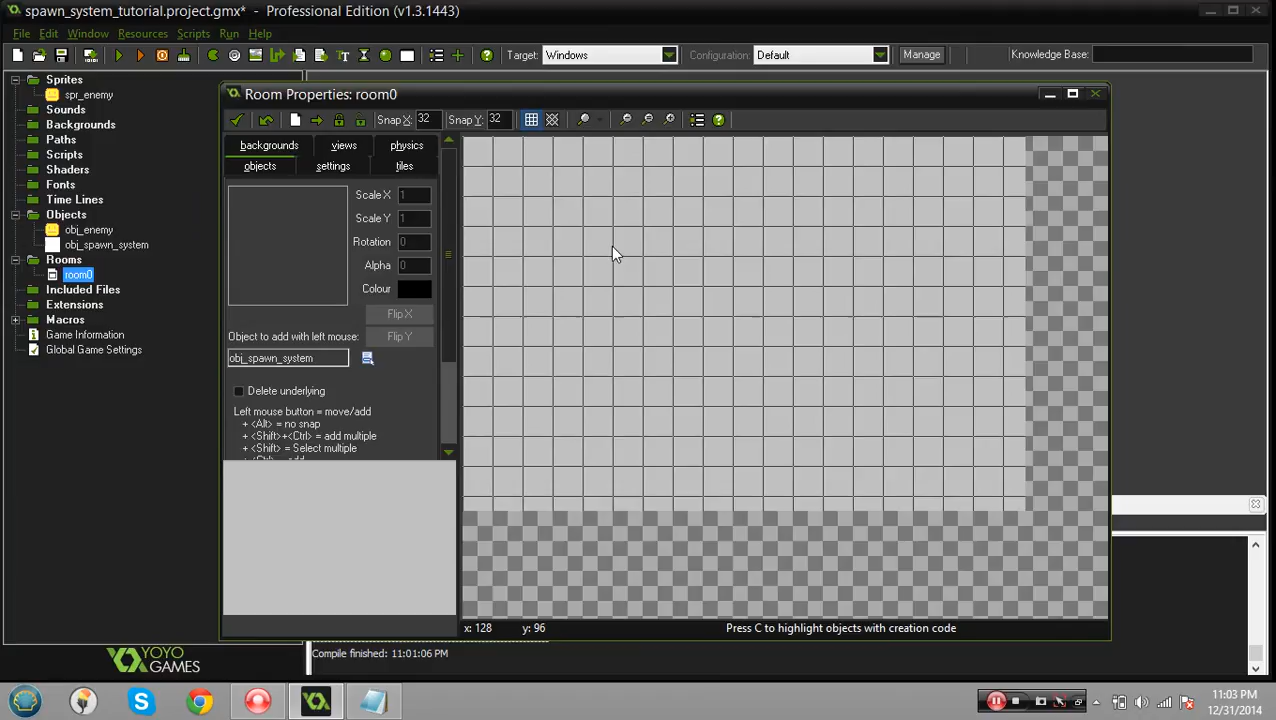 spawn_system_tutorial.project.gmx* - Professional Edition (v1.3.1443)
File Edit Window Resources Scripts Run Help
Target: Windows Configuration: Default Manage Knowledge Base:
Sprites
spr_enemy
Sounds
Backgrounds
Paths
Scripts
Shaders
Fonts
Time Lines
Objects
obj_enemy
obj_spawn_system
Rooms
room0
Included Files
Extensions
Macros
Game Information
Global Game Settings
YOYO
GAMES
Room Properties: room0
Snap X: 32 Snap Y: 32
backgrounds views physics
objects settings tiles
Scale X 1
Scale Y 1
Rotation 0
Alpha 0
Colour
Flip X
Object to add with left mouse: Flip Y
obj_spawn_system
Delete underlying
Left mouse button = move/add
+ <Alt> = no snap
+ <Shift>+<Ctrl> = add multiple
+ <Shift> = Select multiple
+ <Ctrl> = add
x: 128 y: 96 Press C to highlight objects with creation code
Compile finished: 11:01:06 PM
11:03 PM
12/31/2014